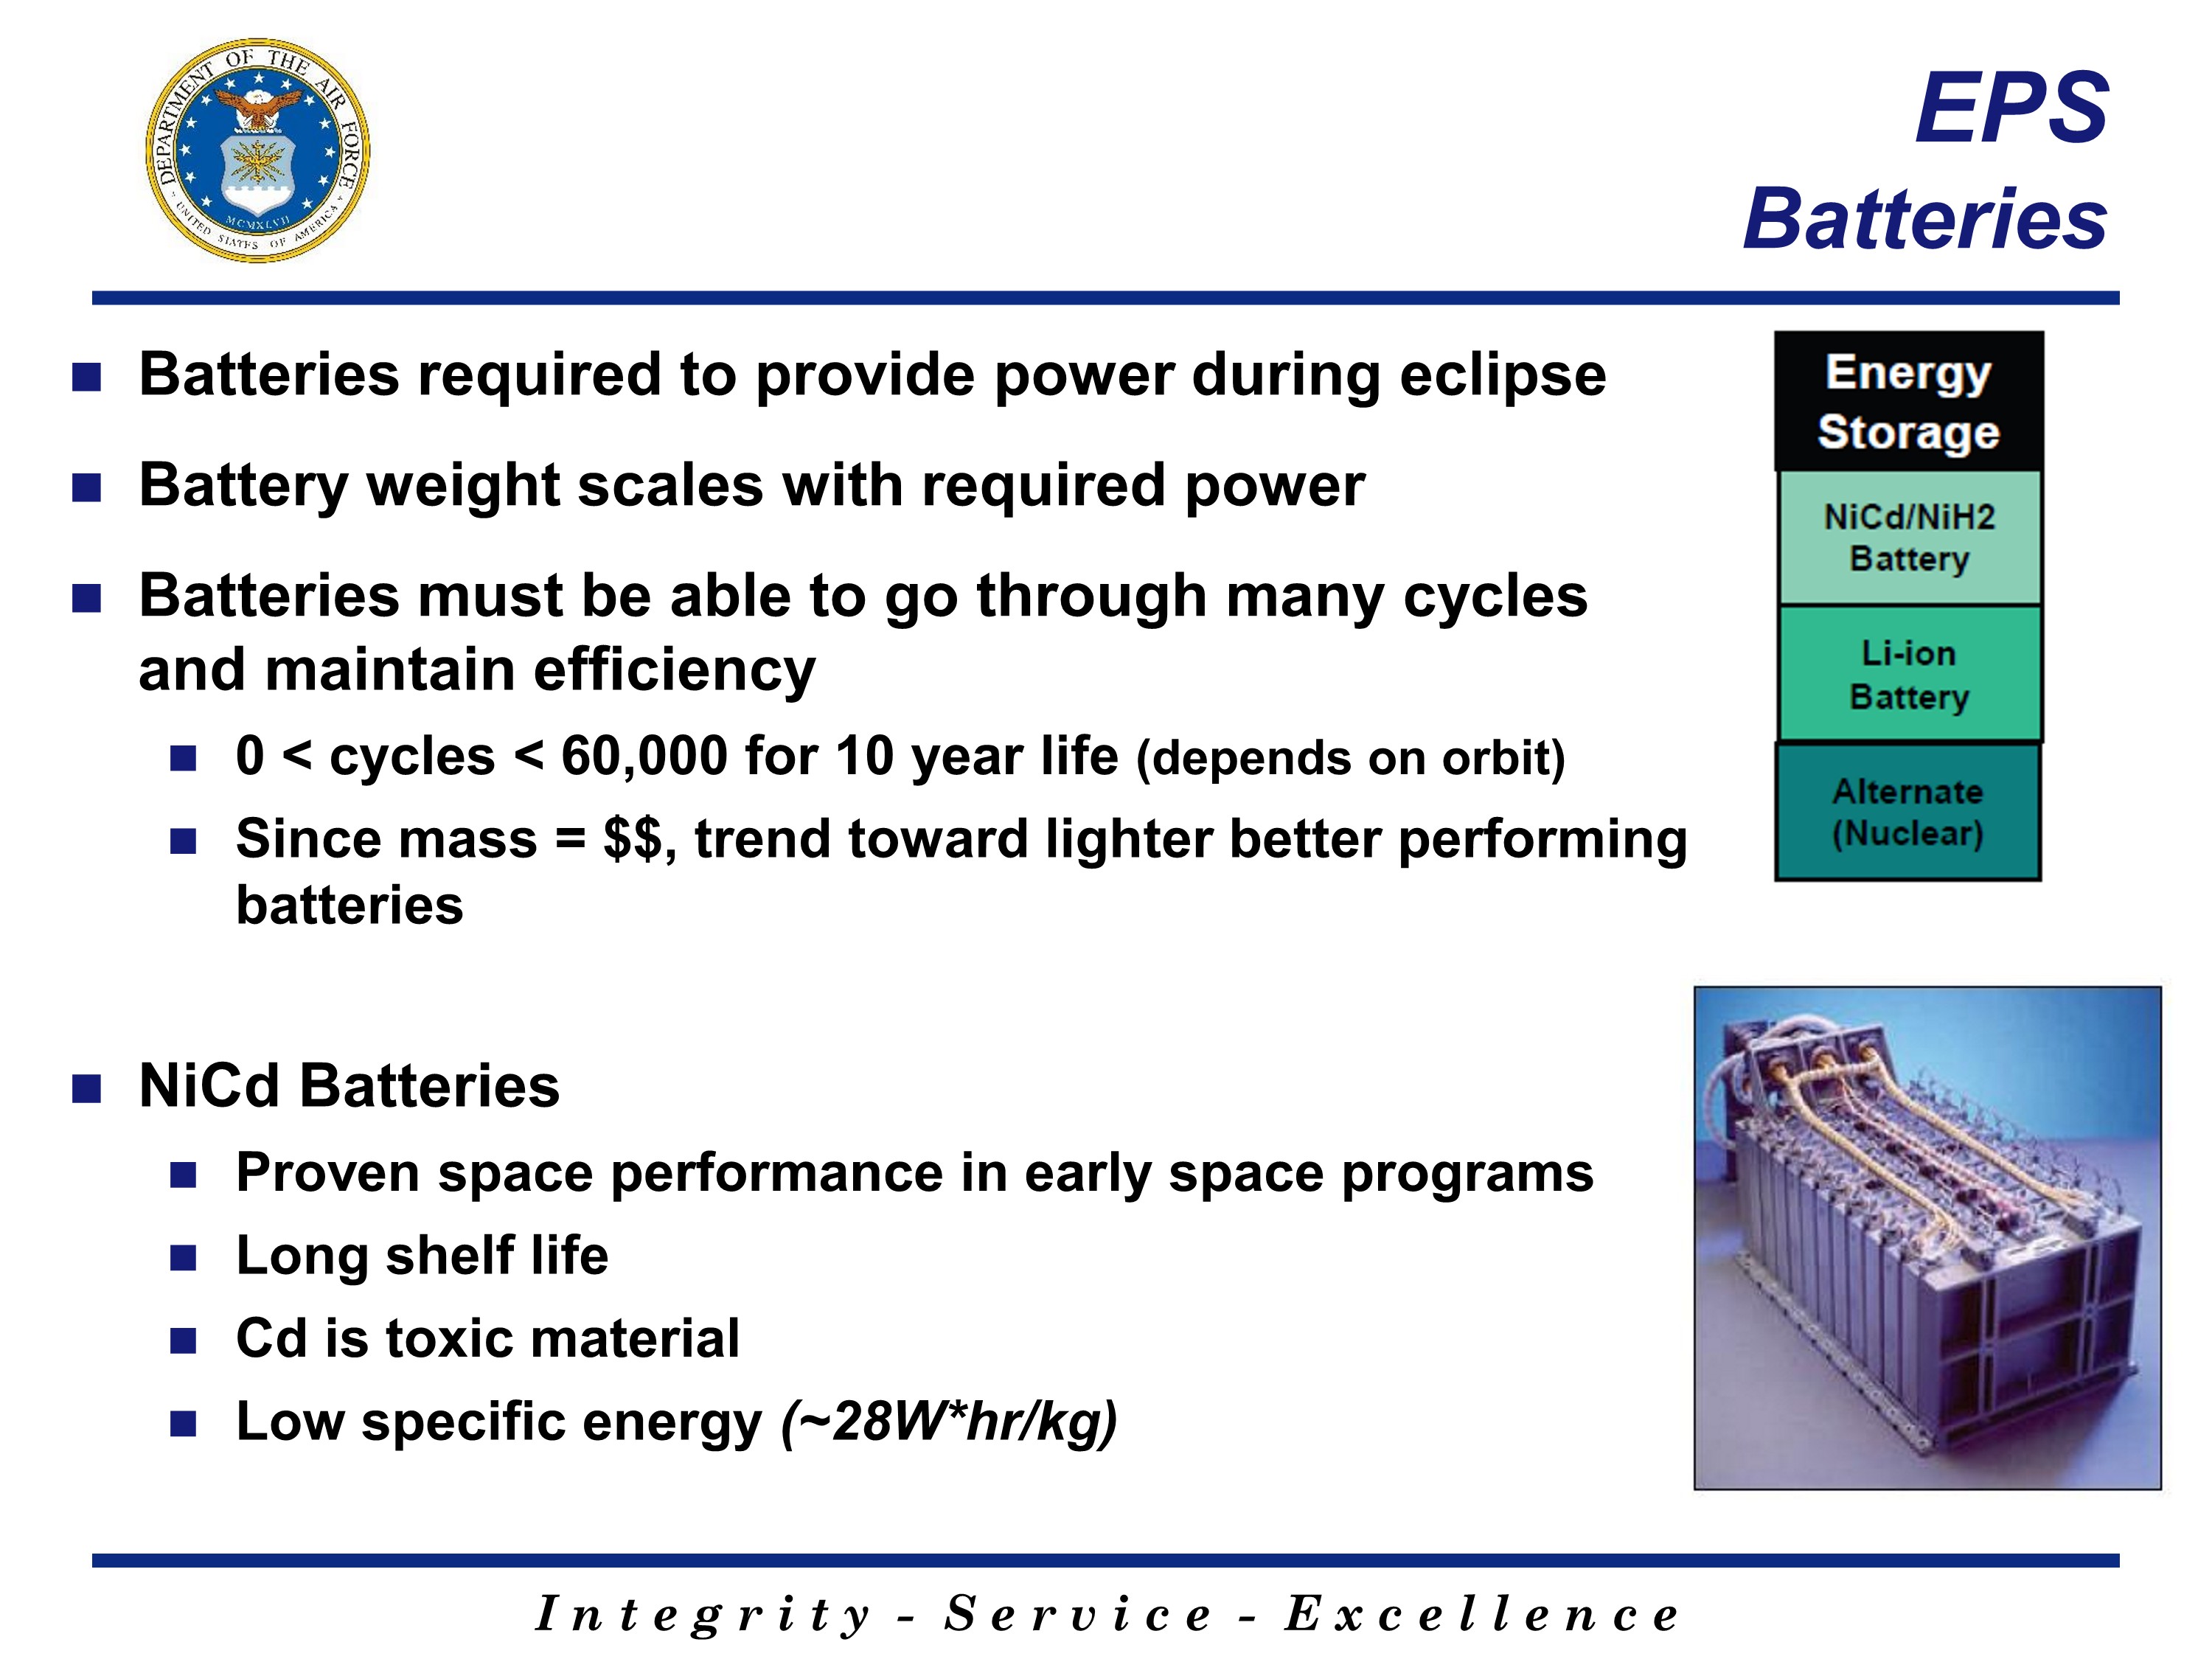 DEPARTMENT OF THE AIR FORCE
UNITED STATES OF AMERICA
MCMXLVII
EPS
Batteries
Batteries required to provide power during eclipse
Battery weight scales with required power
Batteries must be able to go through many cycles
and maintain efficiency
0 < cycles < 60,000 for 10 year life (depends on orbit)
Since mass = $$, trend toward lighter better performing
batteries
NiCd Batteries
Proven space performance in early space programs
Long shelf life
Cd is toxic material
Low specific energy (~28W*hr/kg)
Energy
Storage
NiCd/NiH2
Battery
Li-ion
Battery
Alternate
(Nuclear)
Integrity - Service - Excellence